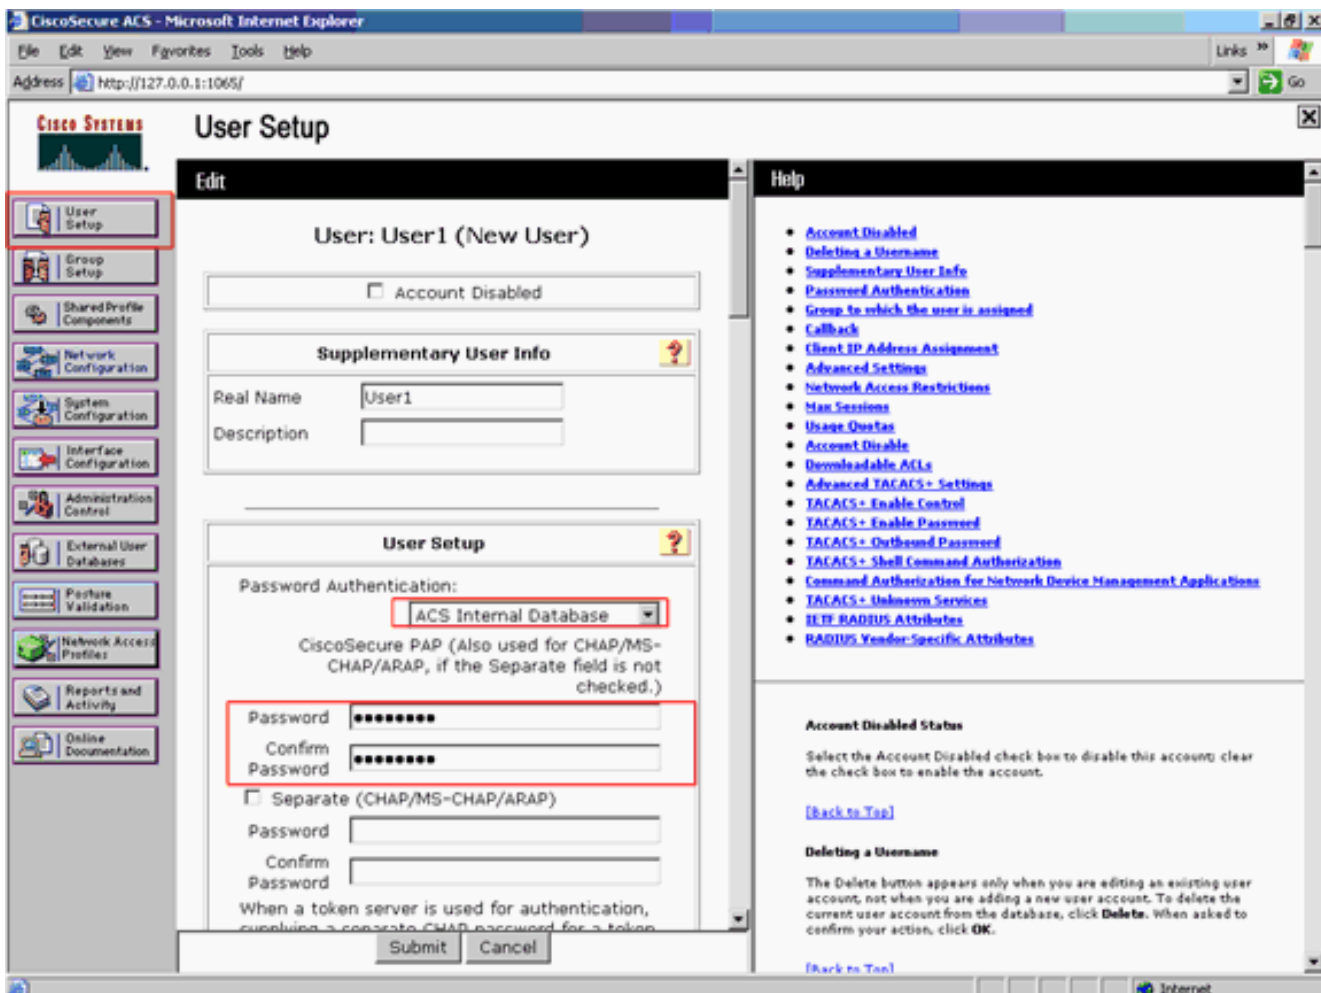 CiscoSecure ACS - Microsoft Internet Explorer
File Edit View Favorites Tools Help
Links »
Address http://127.0.0.1:1065/
Go
CISCO SYSTEMS
User Setup
User Setup
Group Setup
Shared Profile Components
Network Configuration
System Configuration
Interface Configuration
Administration Control
External User Databases
Posture Validation
Network Access Profiles
Reports and Activity
Online Documentation
Edit
User: User1 (New User)
Account Disabled
Supplementary User Info
?
Real Name User1
Description
User Setup
?
Password Authentication:
ACS Internal Database
CiscoSecure PAP (Also used for CHAP/MS-
CHAP/ARAP, if the Separate field is not
checked.)
Password ••••••••
Confirm
Password ••••••••
Separate (CHAP/MS-CHAP/ARAP)
Password
Confirm
Password
When a token server is used for authentication,
supplying a separate CHAP password for a token
Submit Cancel
Help
Account Disabled
Deleting a Username
Supplementary User Info
Password Authentication
Group to which the user is assigned
Callback
Client IP Address Assignment
Advanced Settings
Network Access Restrictions
Max Sessions
Usage Quotas
Account Disable
Downloadable ACLs
Advanced TACACS+ Settings
TACACS+ Enable Control
TACACS+ Enable Password
TACACS+ Outbound Password
TACACS+ Shell Command Authorization
Command Authorization for Network Device Management Applications
TACACS+ Unknown Services
IETF RADIUS Attributes
RADIUS Vendor-Specific Attributes
Account Disabled Status
Select the Account Disabled check box to disable this account; clear
the check box to enable the account.
[Back to Top]
Deleting a Username
The Delete button appears only when you are editing an existing user
account, not when you are adding a new user account. To delete the
current user account from the database, click Delete. When asked to
confirm your action, click OK.
[Back to Top]
Internet